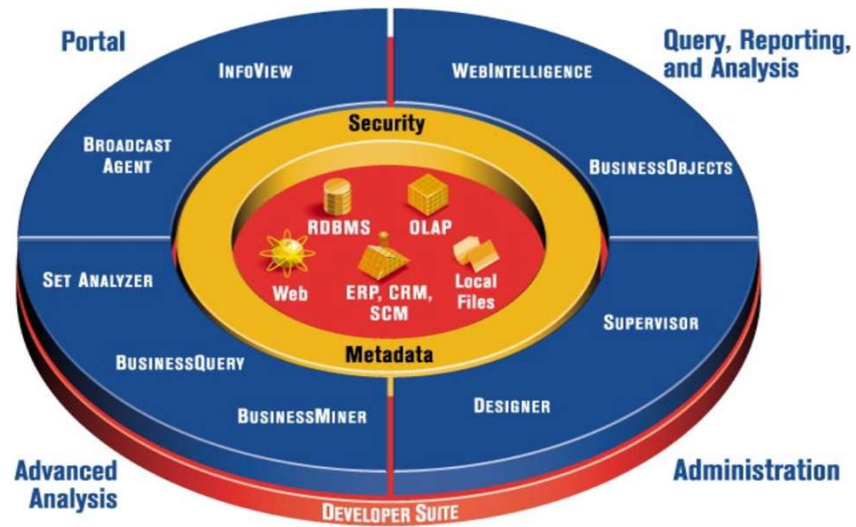 Portal
Query, Reporting,
and Analysis
INFOVIEW
WEBINTELLIGENCE
BROADCAST
AGENT
BUSINESSOBJECTS
Security
RDBMS
OLAP
Web
ERP, CRM,
SCM
Local
Files
Metadata
SET ANALYZER
BUSINESSQUERY
BUSINESSMINER
SUPERVISOR
DESIGNER
Advanced
Analysis
Administration
DEVELOPER SUITE